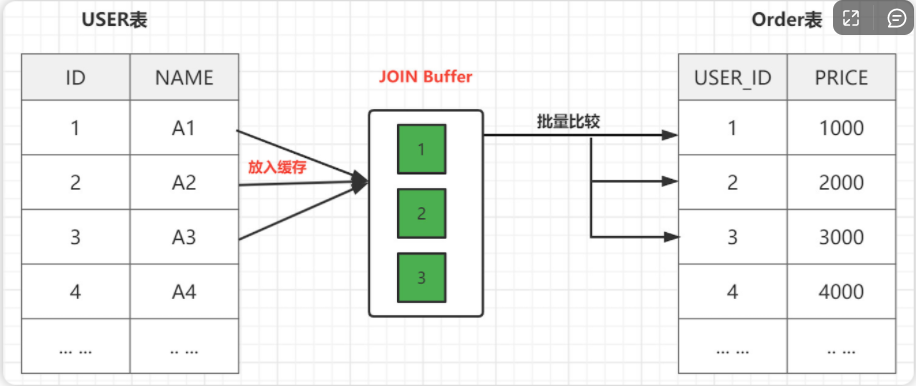 USER表
Order表
JOIN Buffer
ID NAME
1 A1
2 A2
3 A3
4 A4
... ... .. ...
放入缓存
1
2
3
批量比较
USER_ID PRICE
1 1000
2 2000
3 3000
4 4000
... ... .. ...